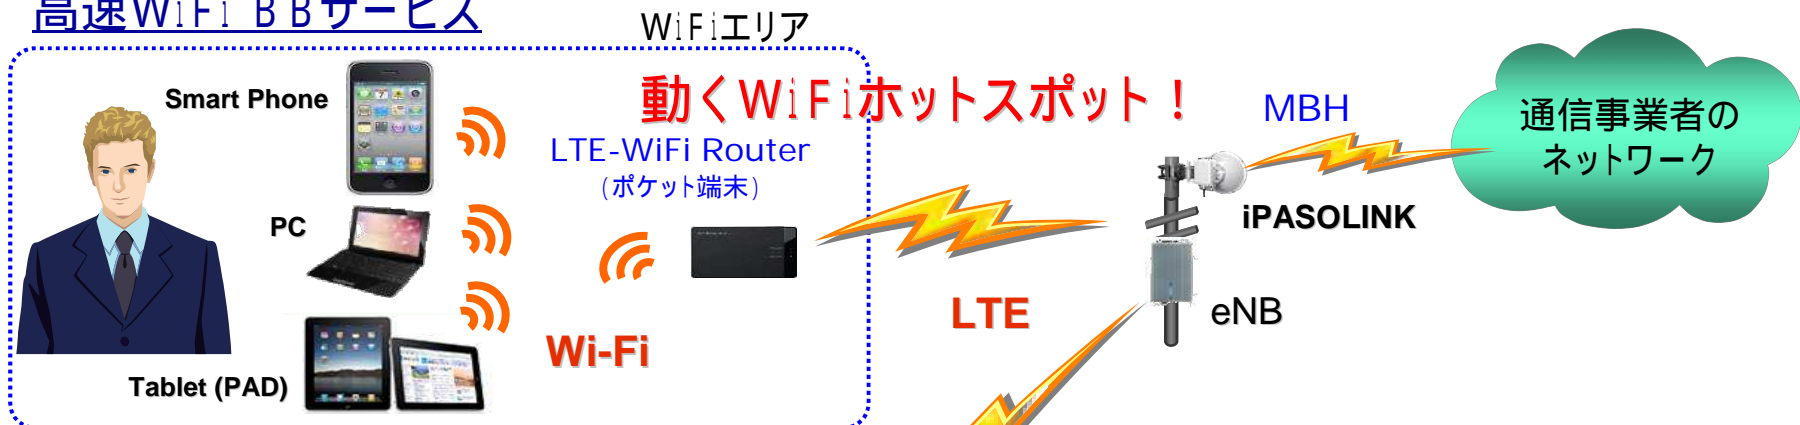 高速WiFi BBサービス
WiFiエリア
動くWiFiホットスポット！
Smart Phone
LTE-WiFi Router
(ポケット端末)
MBH
通信事業者の
ネットワーク
PC
iPASOLINK
LTE
eNB
Wi-Fi
Tablet (PAD)